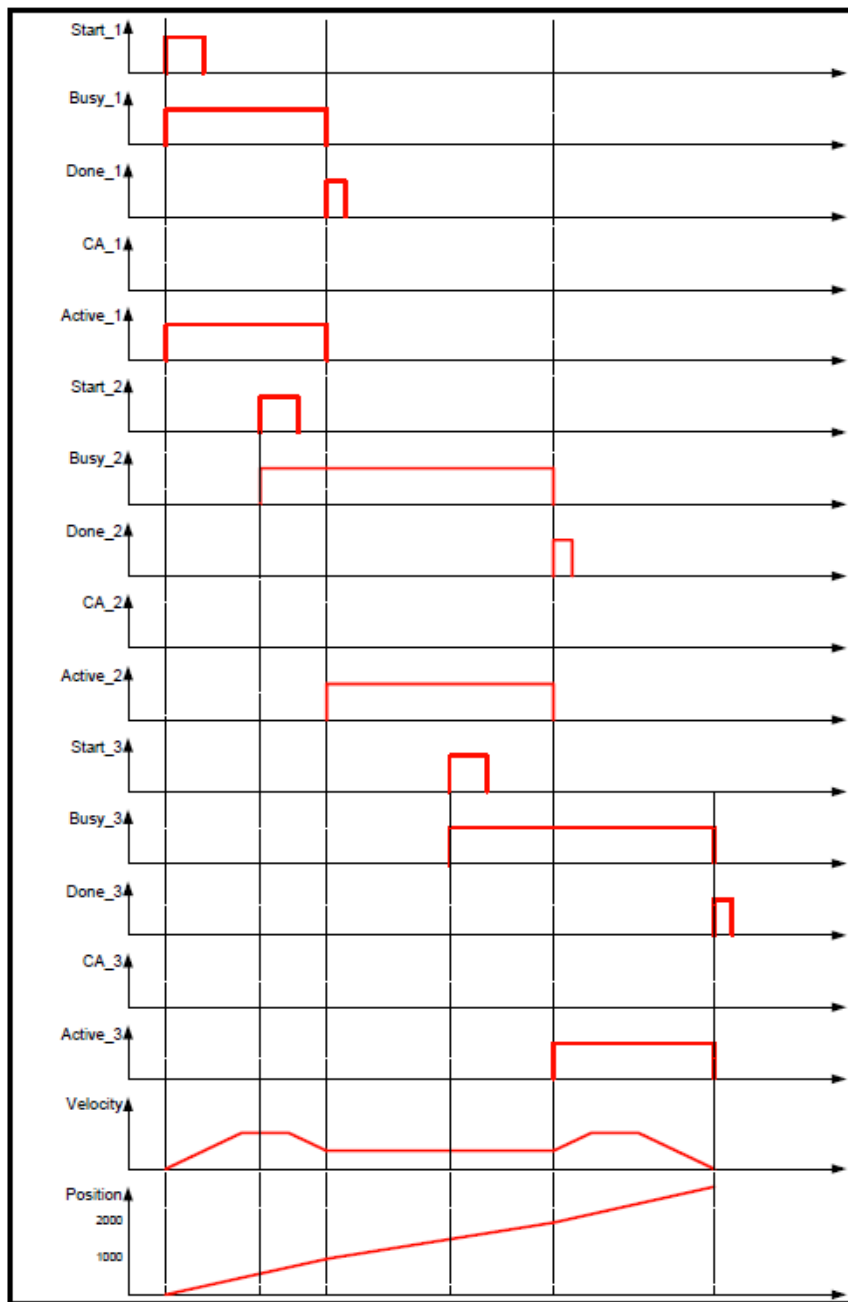 Start_1
Busy_1
Done_1
CA_1
Active_1
Start_2
Busy_2
Done_2
CA_2
Active_2
Start_3
Busy_3
Done_3
CA_3
Active_3
Velocity
Position
2000
1000